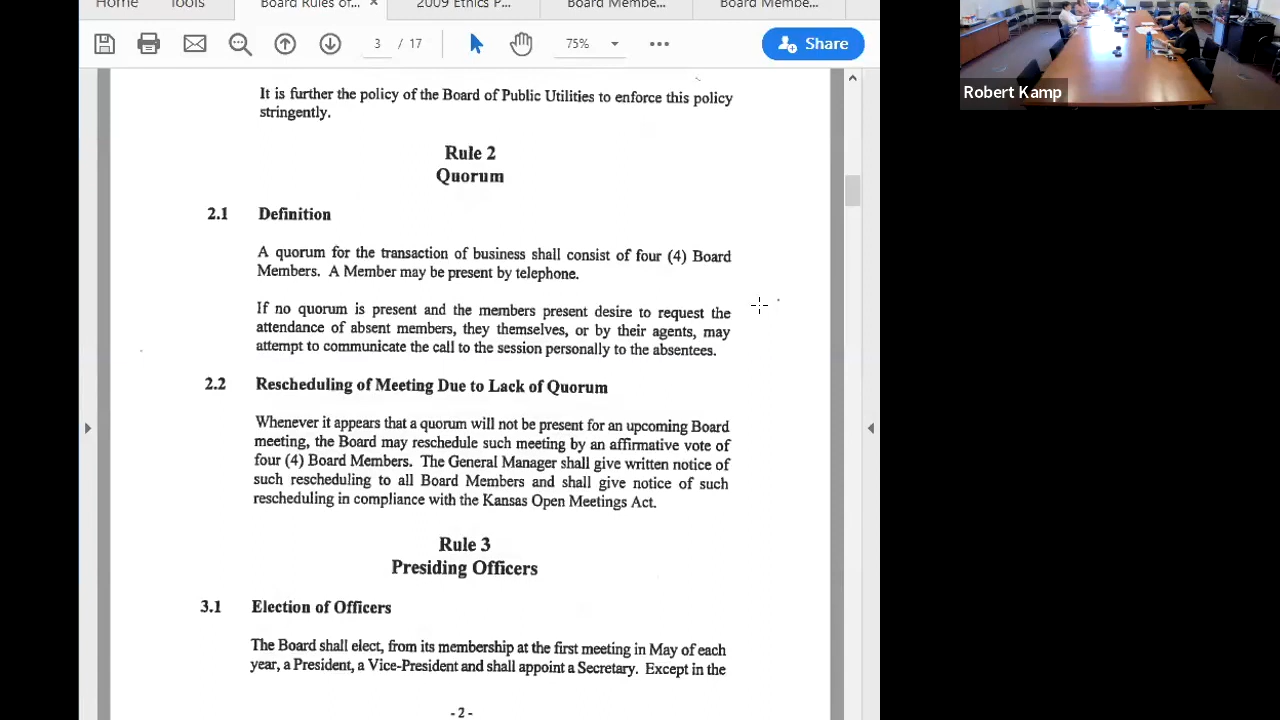 Home
Tools
Board Rules of...
×
2009 Ethics P...
Board Membe...
Board Membe...
3 / 17
75%
Share
Robert Kamp
It is further the policy of the Board of Public Utilities to enforce this policy
stringently.
Rule 2
Quorum
2.1 Definition
A quorum for the transaction of business shall consist of four (4) Board
Members. A Member may be present by telephone.
If no quorum is present and the members present desire to request the
attendance of absent members, they themselves, or by their agents, may
attempt to communicate the call to the session personally to the absentees.
2.2 Rescheduling of Meeting Due to Lack of Quorum
Whenever it appears that a quorum will not be present for an upcoming Board
meeting, the Board may reschedule such meeting by an affirmative vote of
four (4) Board Members. The General Manager shall give written notice of
such rescheduling to all Board Members and shall give notice of such
rescheduling in compliance with the Kansas Open Meetings Act.
Rule 3
Presiding Officers
3.1 Election of Officers
The Board shall elect, from its membership at the first meeting in May of each
year, a President, a Vice-President and shall appoint a Secretary. Except in the
- 2 -